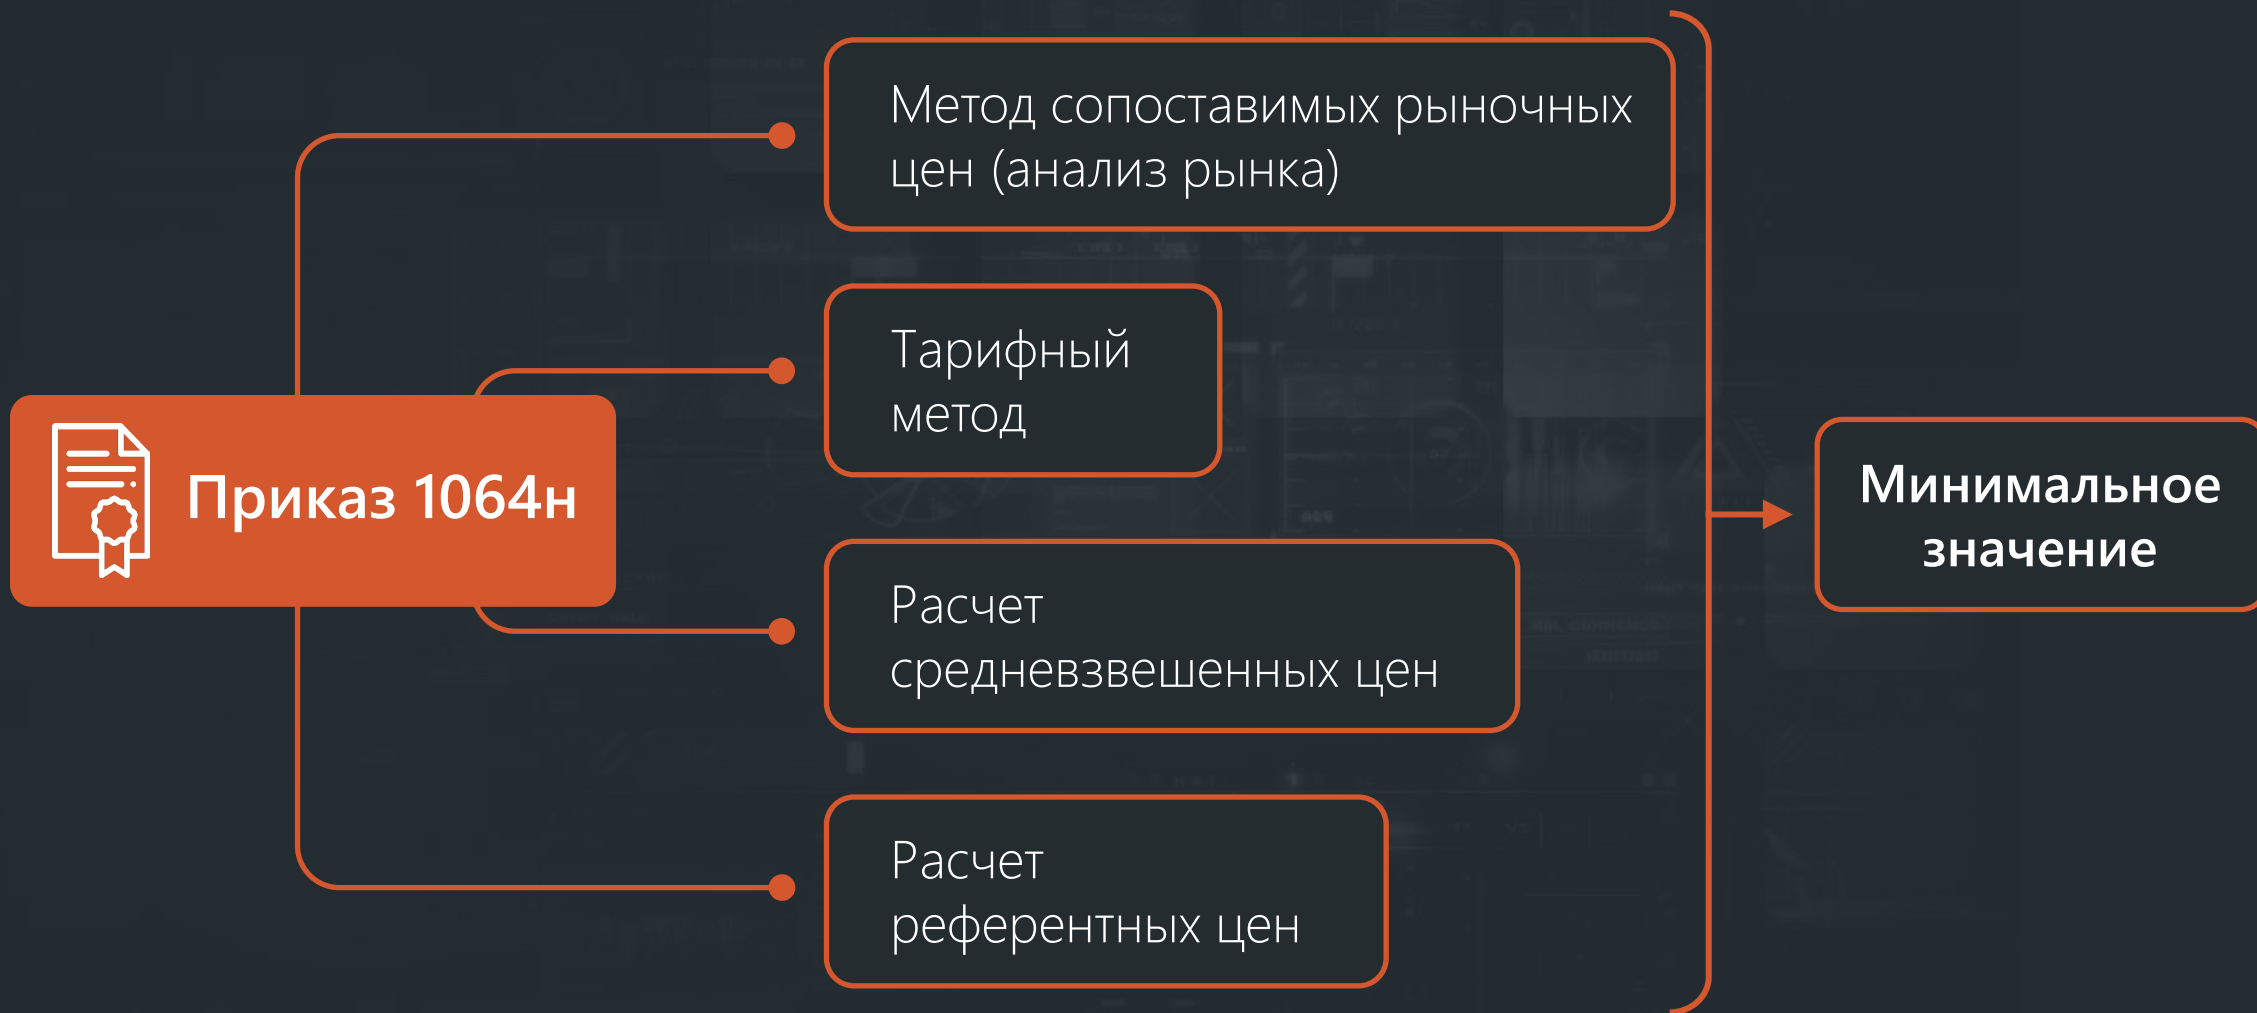 Метод сопоставимых рыночных
цен (анализ рынка)
Тарифный
метод
Приказ 1064н
Минимальное
значение
Расчет
средневзвешенных цен
Расчет
референтных цен